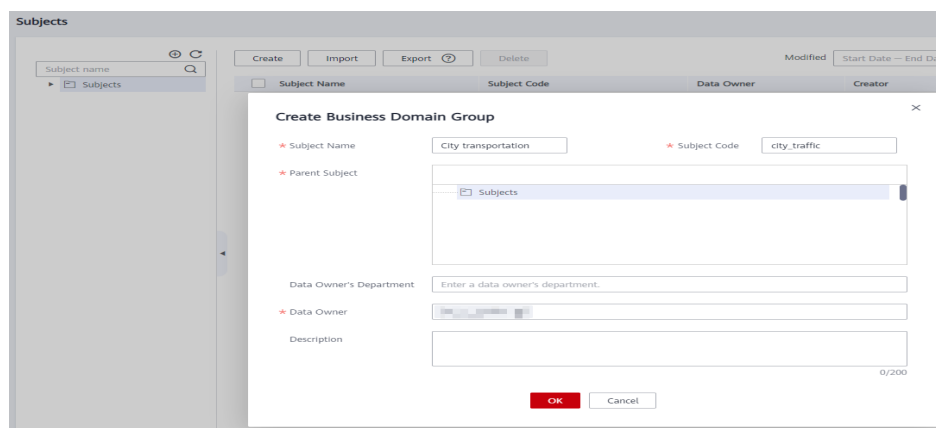 Subjects
Subject name
Subjects
Create Import Export ? Delete Modified Start Date — End Da
Subject Name Subject Code Data Owner Creator
Create Business Domain Group
* Subject Name City transportation * Subject Code city_traffic
* Parent Subject
Subjects
Data Owner's Department Enter a data owner's department.
* Data Owner
Description
0/200
OK Cancel